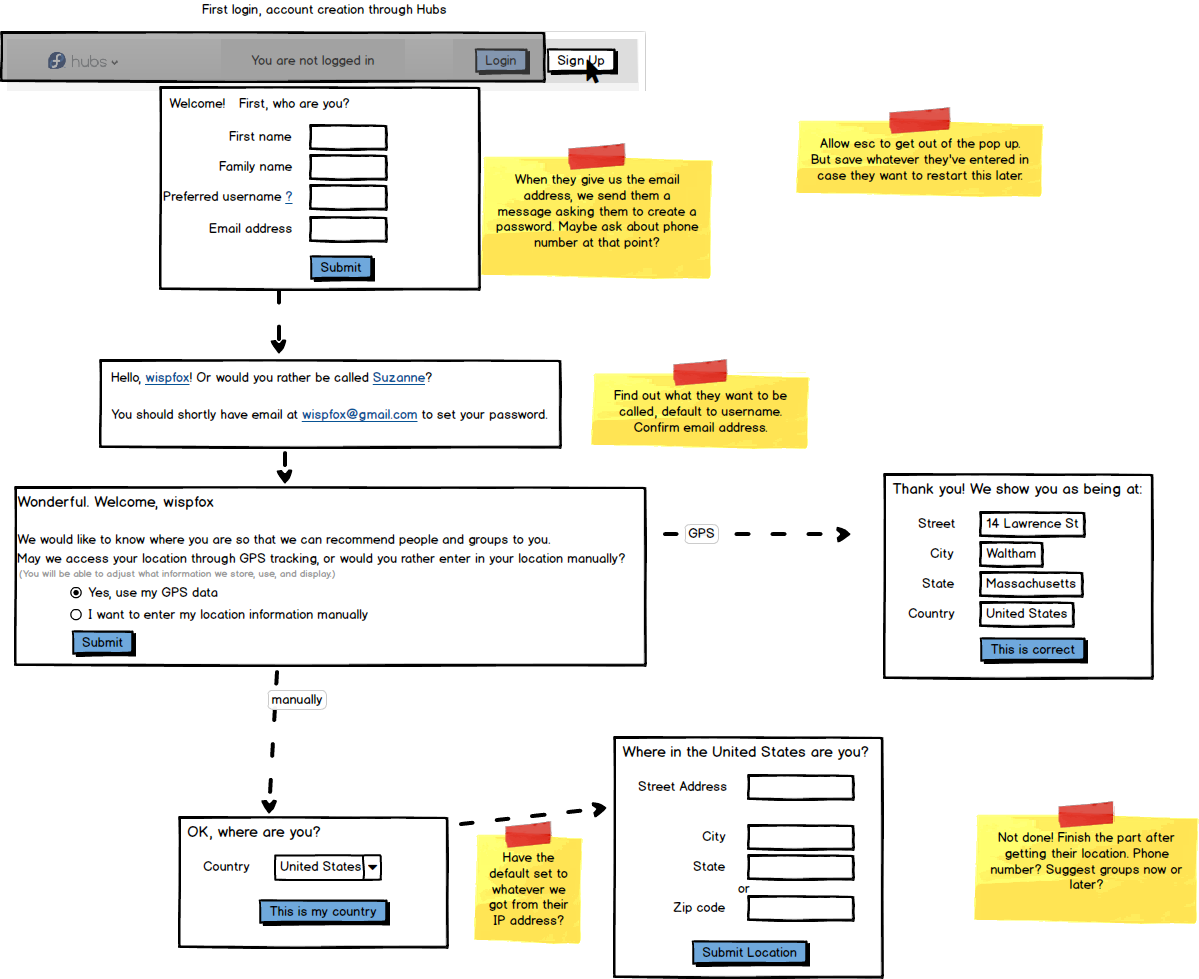 First login, account creation through Hubs
hubs
You are not logged in
Login
Sign Up
Welcome! First, who are you?
First name
Family name
Preferred username ?
Email address
Submit
When they give us the email
address, we send them a
message asking them to create a
password. Maybe ask about phone
number at that point?
Allow esc to get out of the pop up.
But save whatever they've entered in
case they want to restart this later.
Hello, wispfox! Or would you rather be called Suzanne?
You should shortly have email at wispfox@gmail.com to set your password.
Find out what they want to be
called, default to username.
Confirm email address.
Wonderful. Welcome, wispfox
We would like to know where you are so that we can recommend people and groups to you.
May we access your location through GPS tracking, or would you rather enter in your location manually?
(You will be able to adjust what information we store, use, and display.)
Yes, use my GPS data
I want to enter my location information manually
Submit
GPS
Thank you! We show you as being at:
Street 14 Lawrence St
City Waltham
State Massachusetts
Country United States
This is correct
manually
OK, where are you?
Country United States
This is my country
Have the
default set to
whatever we
got from their
IP address?
Where in the United States are you?
Street Address
City
State
or
Zip code
Submit Location
Not done! Finish the part after
getting their location. Phone
number? Suggest groups now or
later?